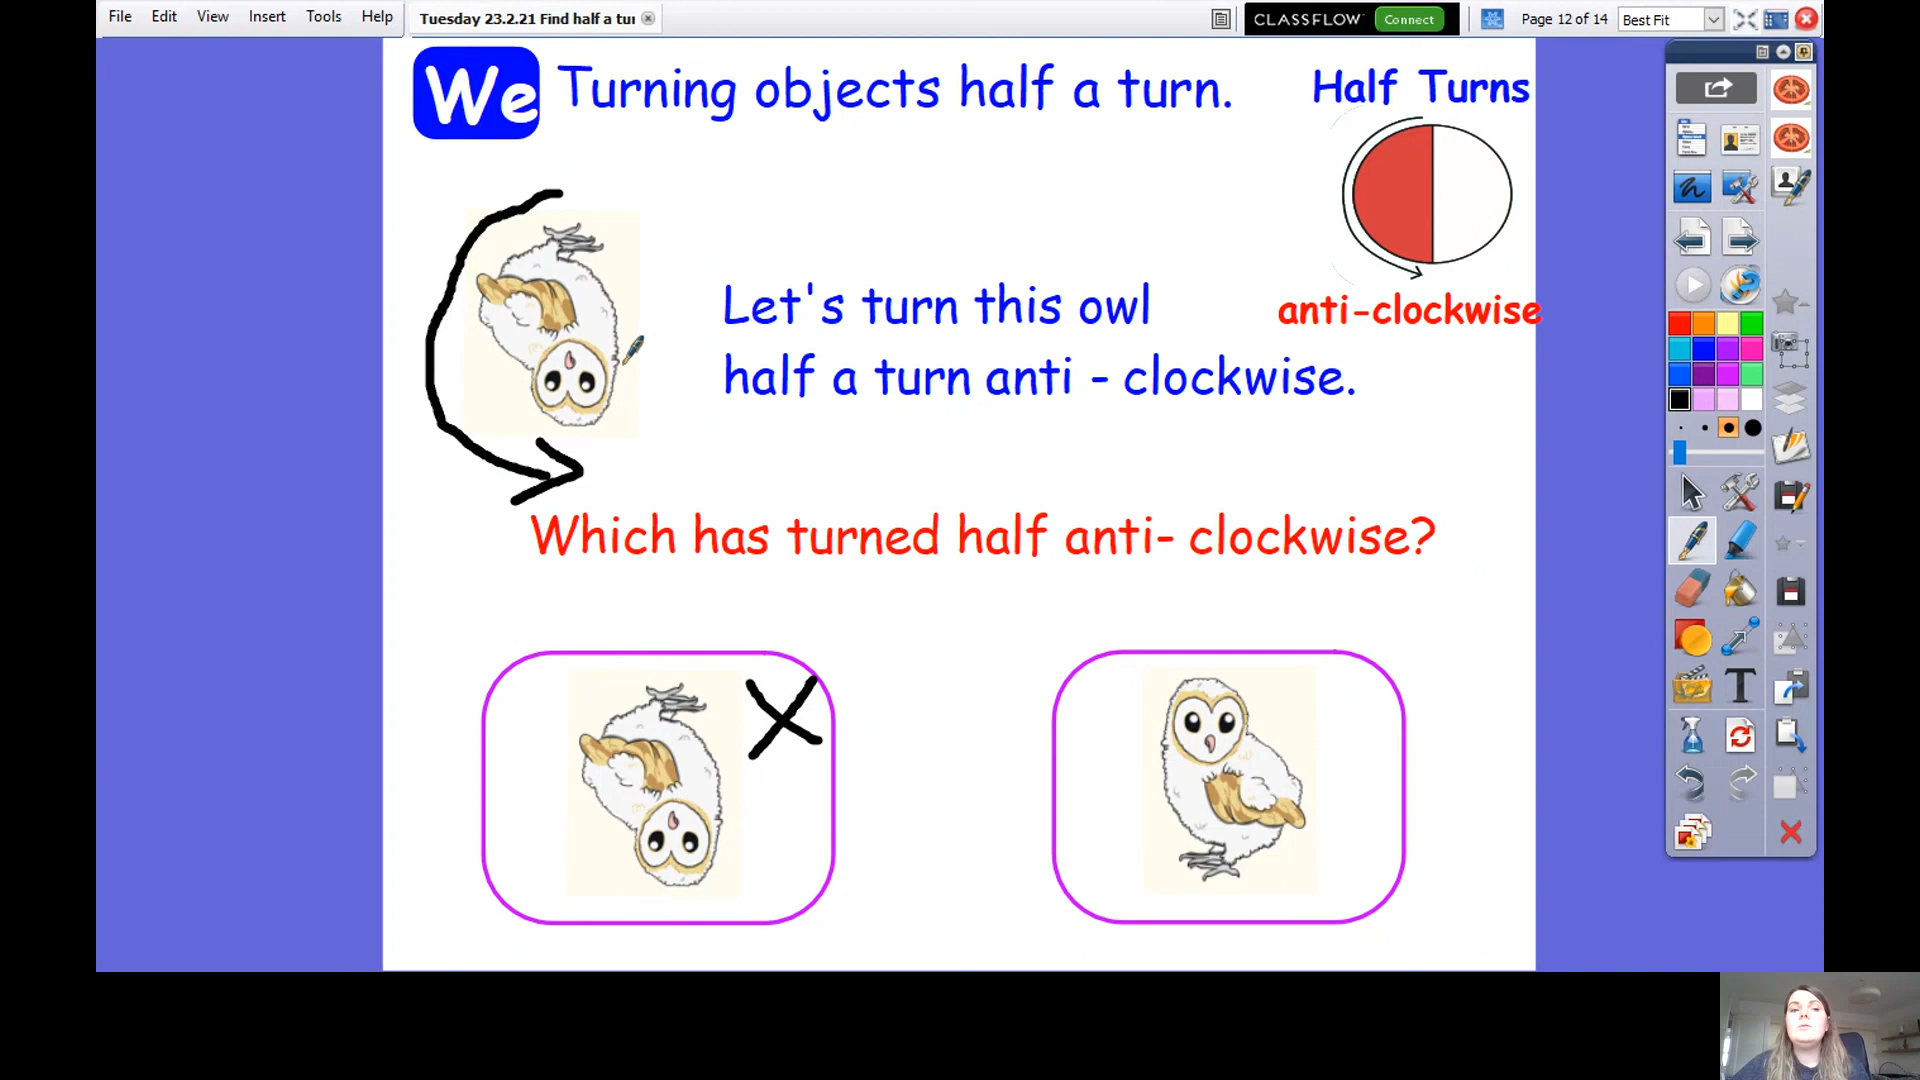 File Edit View Insert Tools Help
Tuesday 23.2.21 Find half a tur
CLASSFLOW Connect
Page 12 of 14
Best Fit
We Turning objects half a turn.
Half Turns
anti-clockwise
Let's turn this owl
half a turn anti - clockwise.
Which has turned half anti- clockwise?